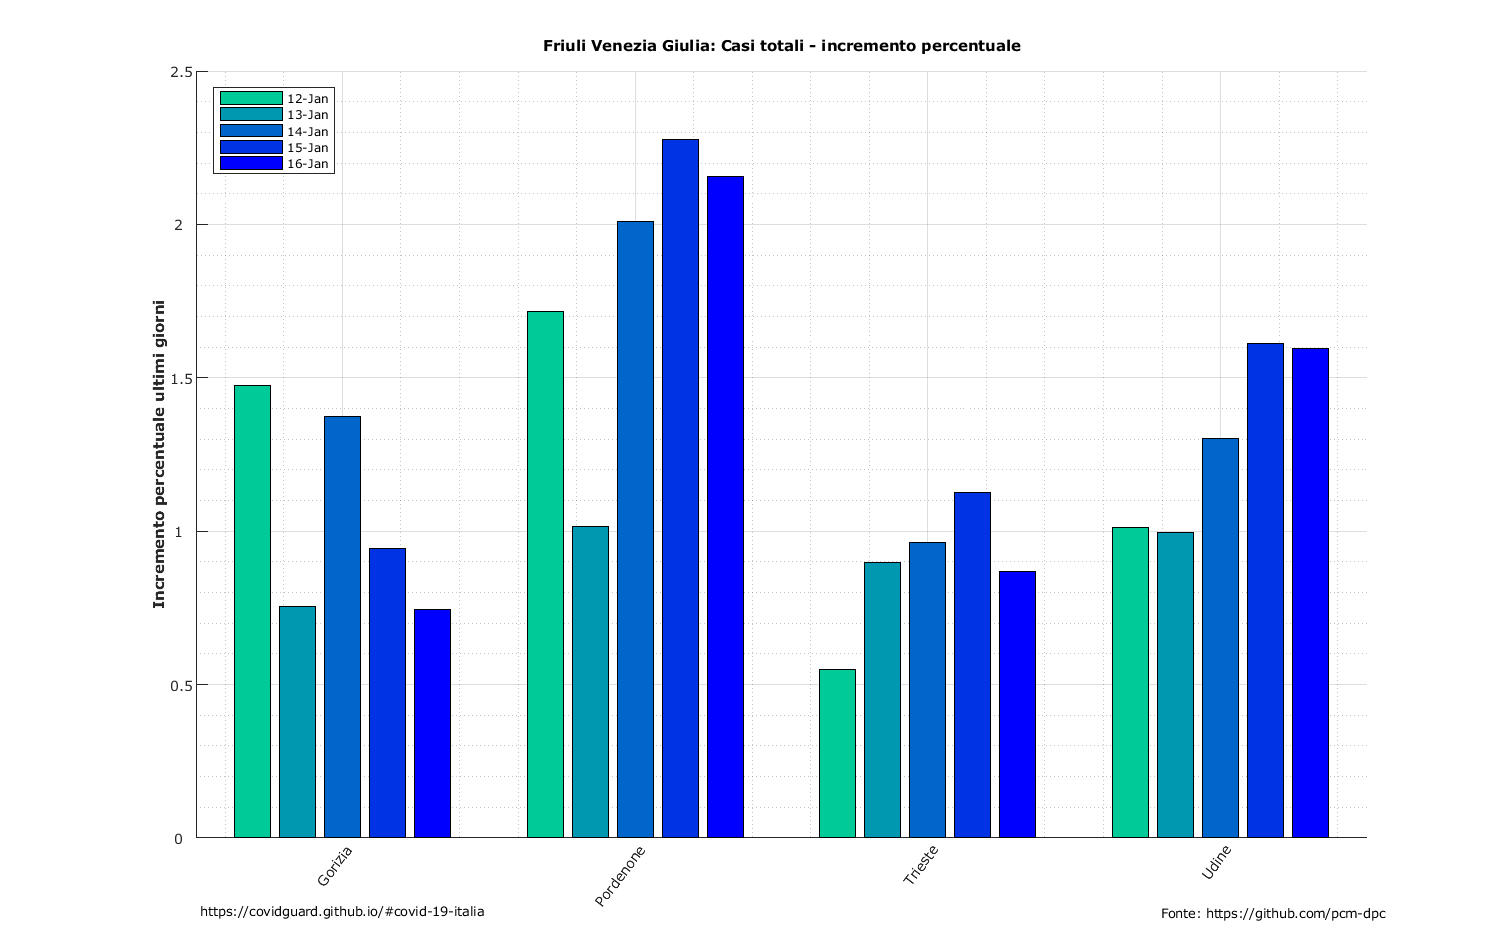 Friuli Venezia Giulia: Casi totali - incremento percentuale
2.5
2
1.5
1
0.5
0
Incremento percentuale ultimi giorni
12-Jan
13-Jan
14-Jan
15-Jan
16-Jan
Gorizia
Pordenone
Trieste
Udine
https://covidguard.github.io/#covid-19-italia
Fonte: https://github.com/pcm-dpc